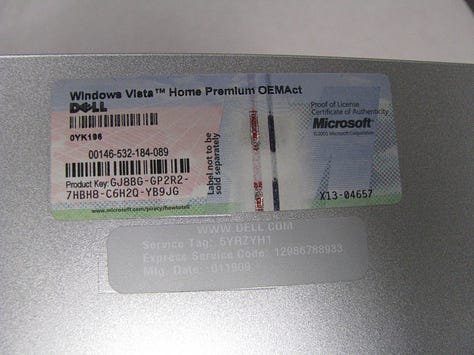 Windows Vista™ Home Premium OEMAct
DELL
0YK196
00146-532-184-089
Product Key: GJ8BG-GP2R2-
7HBH8-C6H2Q-YB9JG
www.microsoft.com/piracy/howtotell
Label not to be
sold separately
Proof of License
Certificate of Authenticity
Microsoft
X13-04657
WWW.DELL.COM
Service Tag: 5YRZYH1
Express Service Code: 12986788933
Mfg. Date : 011909